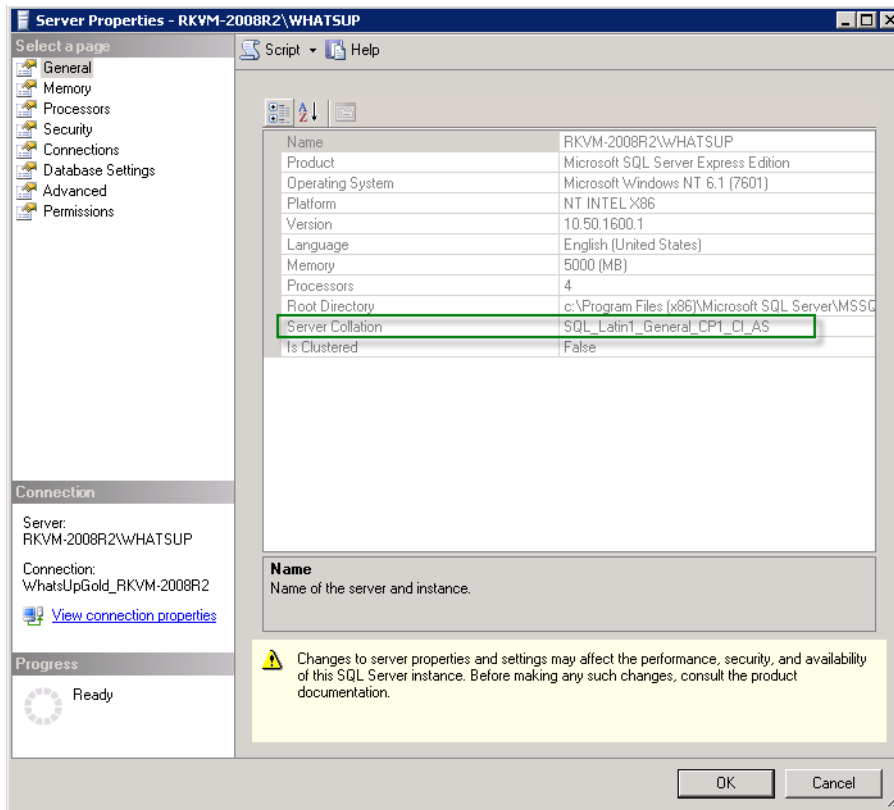 Server Properties - RKVM-2008R2\WHATSUP
Select a page
General
Memory
Processors
Security
Connections
Database Settings
Advanced
Permissions
Script Help
Name RKVM-2008R2\WHATSUP
Product Microsoft SQL Server Express Edition
Operating System Microsoft Windows NT 6.1 (7601)
Platform NT INTEL X86
Version 10.50.1600.1
Language English (United States)
Memory 5000 (MB)
Processors 4
Root Directory c:\Program Files (x86)\Microsoft SQL Server\MSSQ
Server Collation SQL_Latin1_General_CP1_CI_AS
Is Clustered False
Connection
Server:
RKVM-2008R2\WHATSUP
Connection:
WhatsUpGold_RKVM-2008R2
View connection properties
Progress
Ready
Name
Name of the server and instance.
Changes to server properties and settings may affect the performance, security, and availability
of this SQL Server instance. Before making any such changes, consult the product
documentation.
OK Cancel